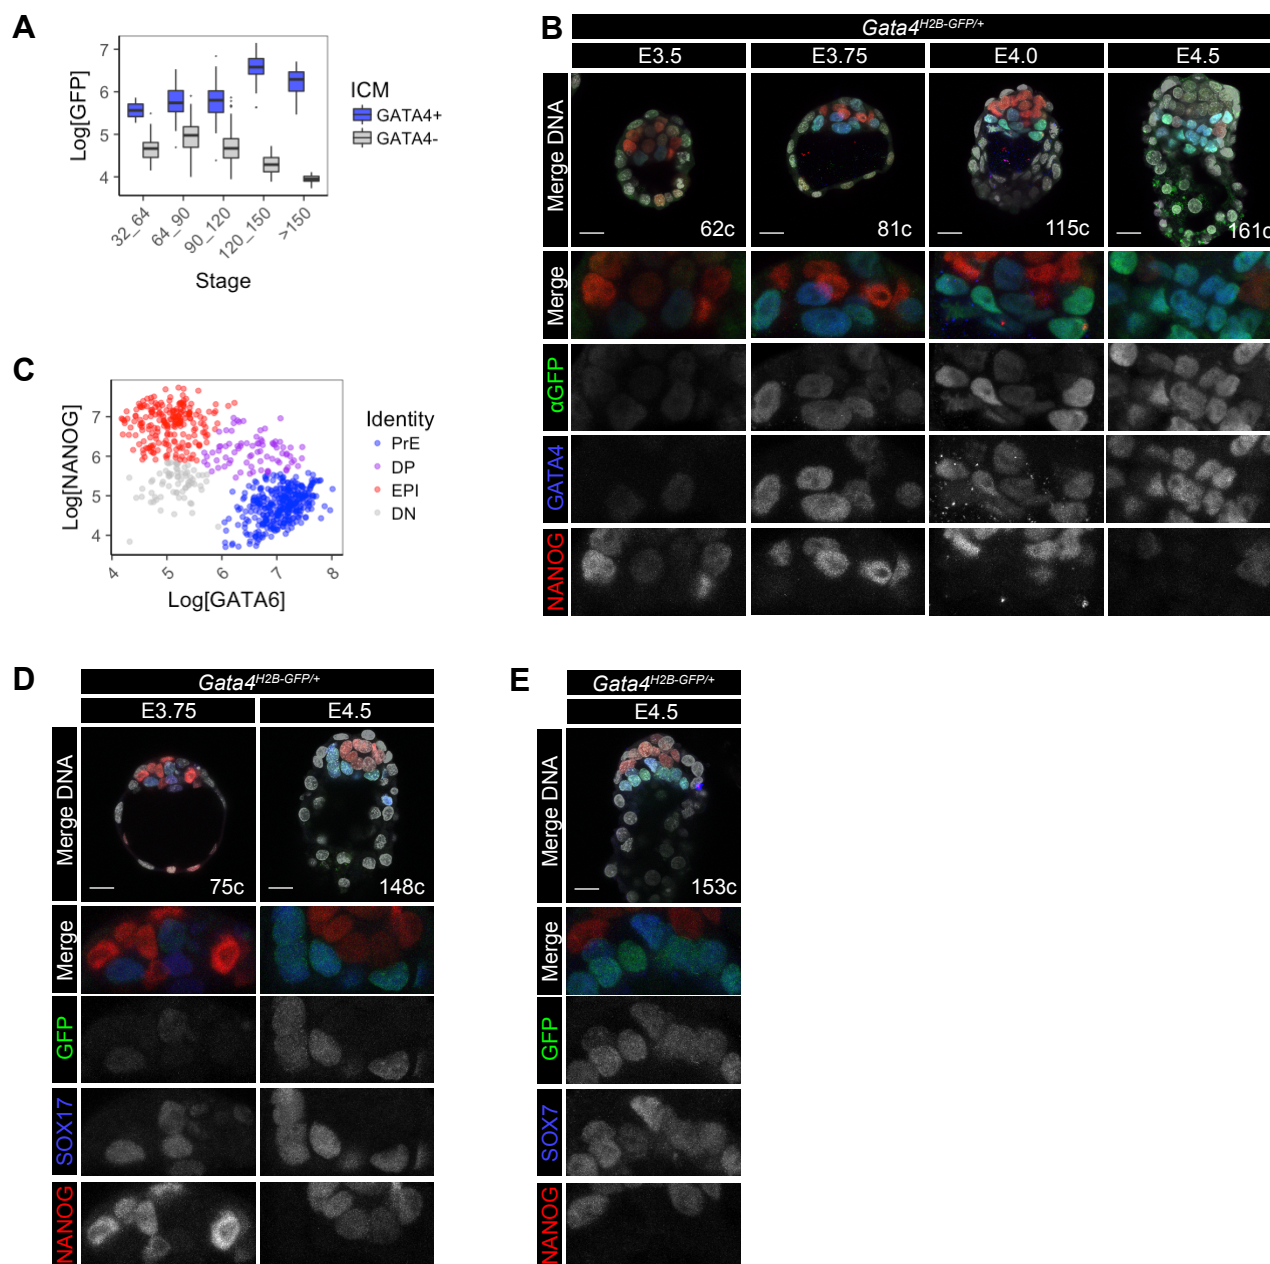 A
7
6
5
4
Log[GFP]
32_64
64_90
90_120
120_150
>150
Stage
ICM
GATA4+
GATA4-
B
Gata4H2B-GFP/+
E3.5
E3.75
E4.0
E4.5
Merge DNA
62c
81c
115c
161c
Merge
αGFP
GATA4
NANOG
C
7
6
5
4
Log[NANOG]
4
5
6
7
8
Log[GATA6]
Identity
PrE
DP
EPI
DN
D
Gata4H2B-GFP/+
E3.75
E4.5
Merge DNA
75c
148c
Merge
GFP
SOX17
NANOG
E
Gata4H2B-GFP/+
E4.5
Merge DNA
153c
Merge
GFP
SOX7
NANOG